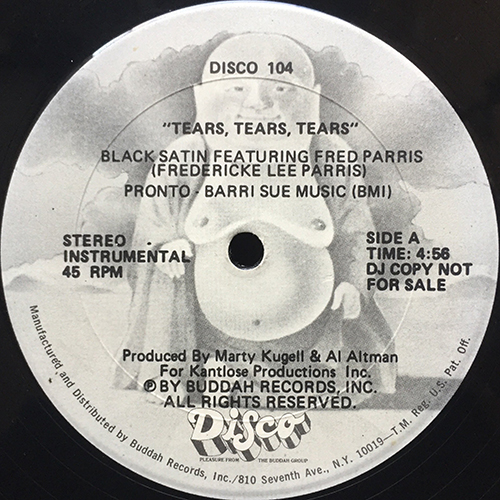 DISCO 104
"TEARS, TEARS, TEARS"
BLACK SATIN FEATURING FRED PARRIS
(FREDERICKE LEE PARRIS)
PRONTO - BARRI SUE MUSIC (BMI)
STEREO
INSTRUMENTAL
45 RPM
SIDE A
TIME: 4:56
DJ COPY NOT
FOR SALE
Produced By Marty Kugell & Al Altman
For Kantlose Productions Inc.
℗ BY BUDDAH RECORDS, INC.
ALL RIGHTS RESERVED.
Disco
PLEASURE FROM THE BUDDAH GROUP
Manufactured and Distributed by Buddah Records, Inc./810 Seventh Ave., N.Y. 10019—T.M. Reg. U.S. Pat. Off.